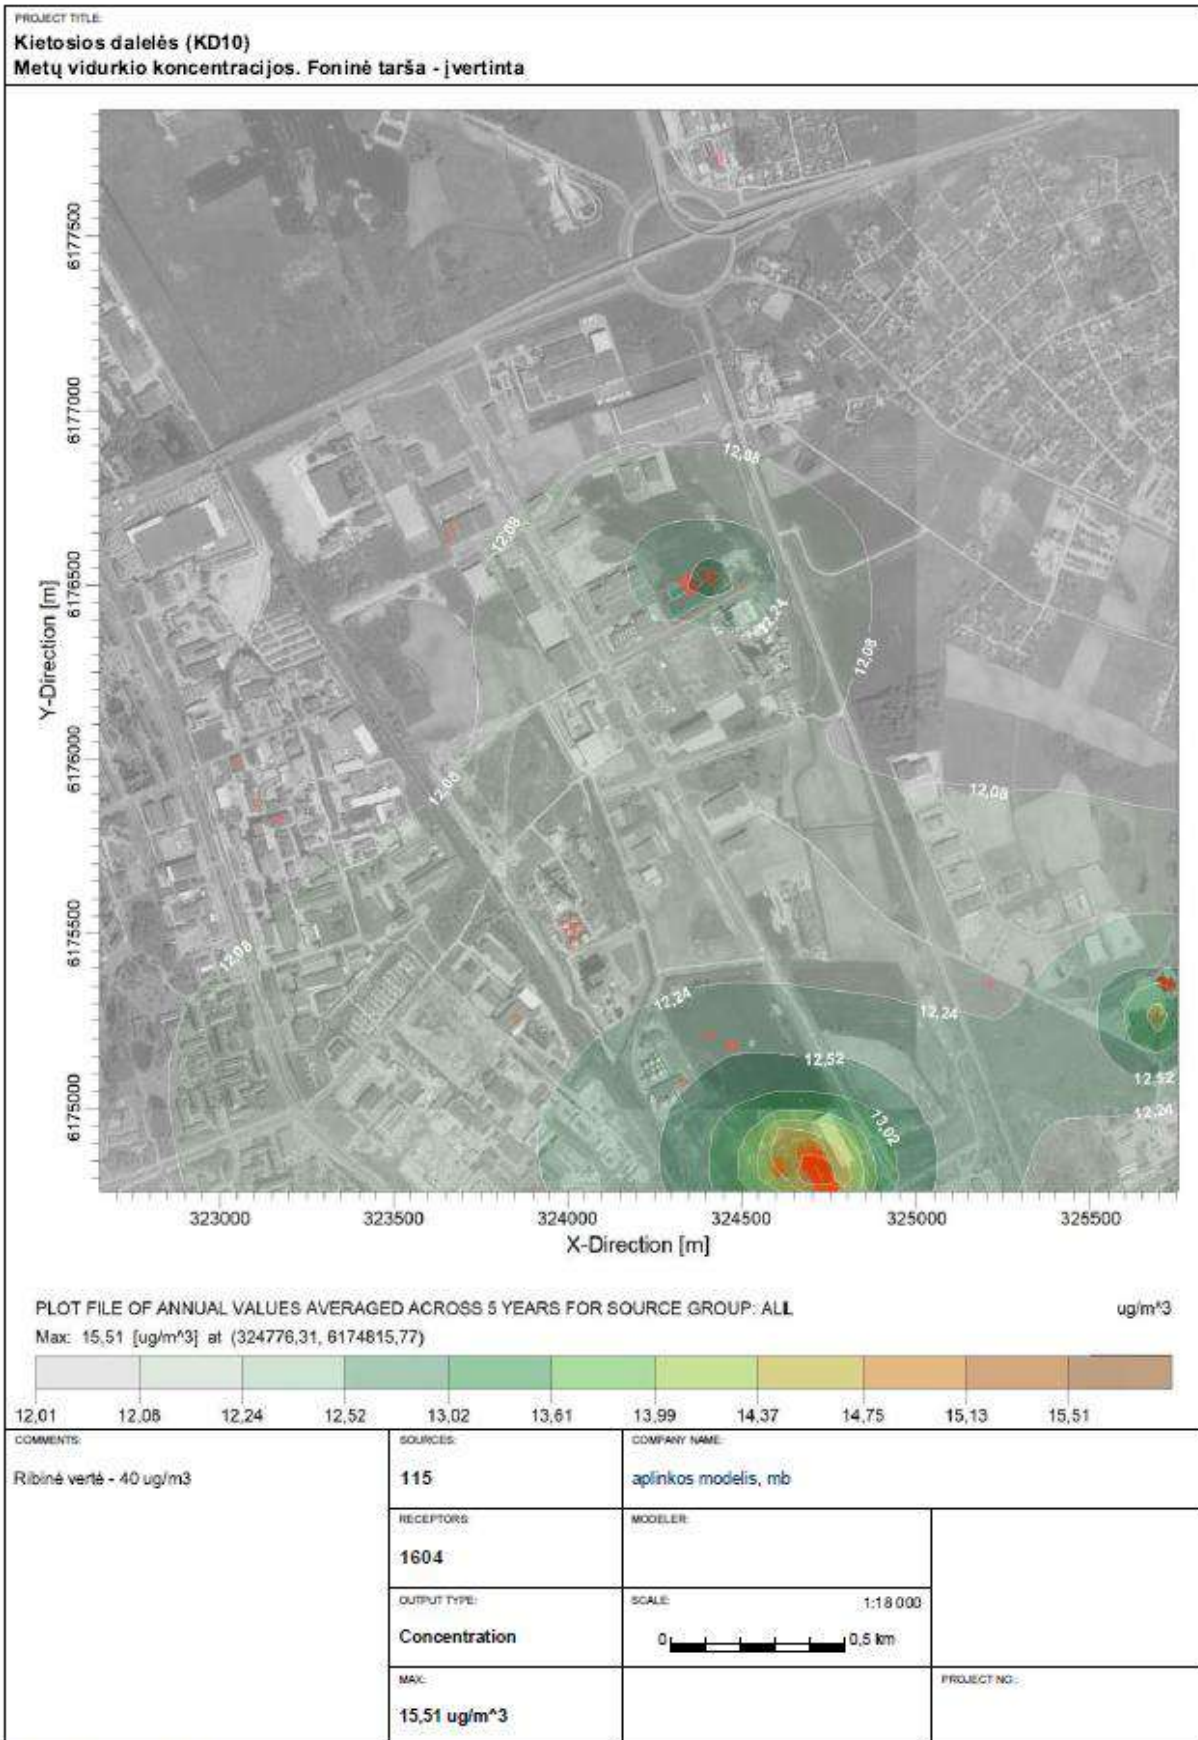 PROJECT TITLE:
Kietosios dalelės (KD10)
Metų vidurkio koncentracijos. Foninė tarša - įvertinta
6177500
6177000
6176500
6176000
6175500
6175000
Y-Direction [m]
12,08
12,08
12,24
12,08
12,08
12,08
12,08
12,24
12,24
12,52
12,52
12,24
13,02
323000 323500 324000 324500 325000 325500
X-Direction [m]
PLOT FILE OF ANNUAL VALUES AVERAGED ACROSS 5 YEARS FOR SOURCE GROUP: ALL ug/m^3
Max: 15,51 [ug/m^3] at (324776,31, 6174815,77)
12,01 12,08 12,24 12,52 13,02 13,61 13,99 14,37 14,75 15,13 15,51
COMMENTS:
Ribinė vertė - 40 ug/m3
SOURCES:
115
COMPANY NAME:
aplinkos modelis, mb
RECEPTORS:
1604
MODELER:
OUTPUT TYPE:
Concentration
SCALE: 1:18 000
0 0,5 km
MAX:
15,51 ug/m^3
PROJECT NO.: